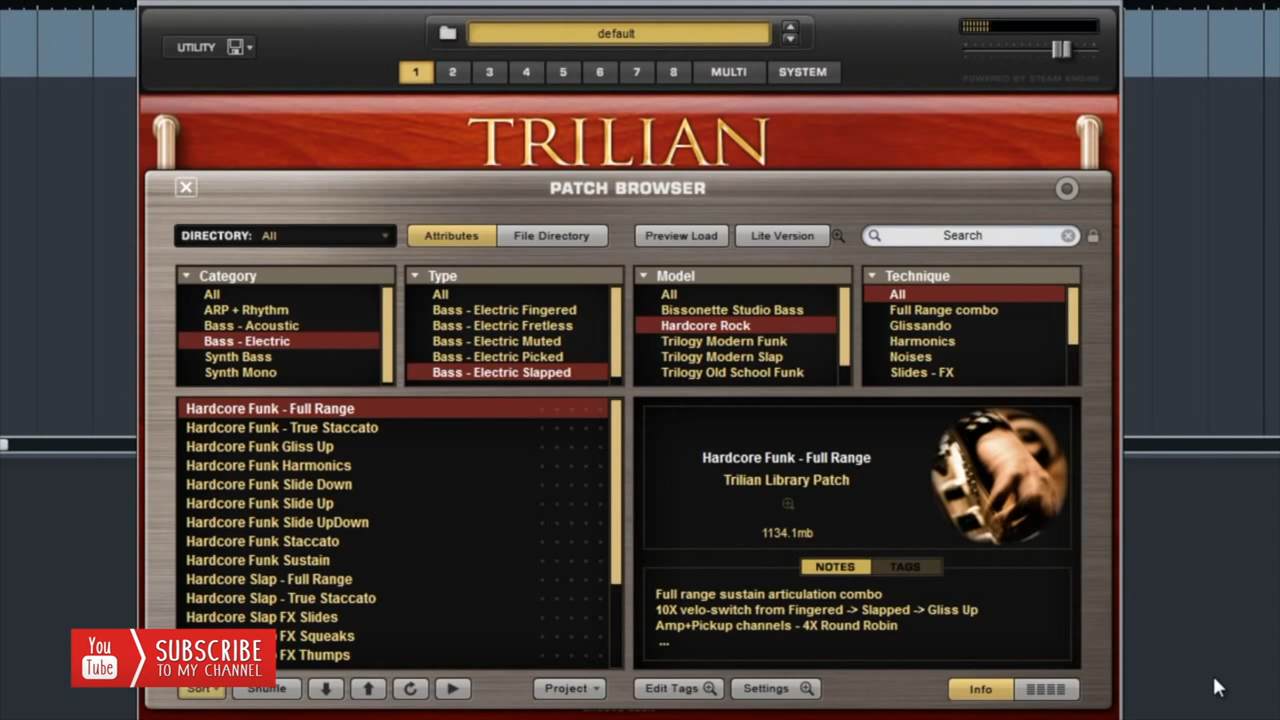 UTILITY
default
1 2 3 4 5 6 7 8 MULTI SYSTEM
POWERED BY STEAM ENGINE
TRILIAN
PATCH BROWSER
DIRECTORY: All
Attributes File Directory
Preview Load Lite Version
Search
Category
All
ARP + Rhythm
Bass - Acoustic
Bass - Electric
Synth Bass
Synth Mono
Type
All
Bass - Electric Fingered
Bass - Electric Fretless
Bass - Electric Muted
Bass - Electric Picked
Bass - Electric Slapped
Model
All
Bissonette Studio Bass
Hardcore Rock
Trilogy Modern Funk
Trilogy Modern Slap
Trilogy Old School Funk
Technique
All
Full Range combo
Glissando
Harmonics
Noises
Slides - FX
Hardcore Funk - Full Range
Hardcore Funk - True Staccato
Hardcore Funk Gliss Up
Hardcore Funk Harmonics
Hardcore Funk Slide Down
Hardcore Funk Slide Up
Hardcore Funk Slide UpDown
Hardcore Funk Staccato
Hardcore Funk Sustain
Hardcore Slap - Full Range
Hardcore Slap - True Staccato
Hardcore Slap FX Slides
FX Squeaks
FX Thumps
Hardcore Funk - Full Range
Trilian Library Patch
1134.1mb
NOTES TAGS
Full range sustain articulation combo
10X velo-switch from Fingered -> Slapped -> Gliss Up
Amp+Pickup channels - 4X Round Robin
...
You
Tube
SUBSCRIBE
TO MY CHANNEL
Sort Shuffle
Project
Edit Tags Settings
Info